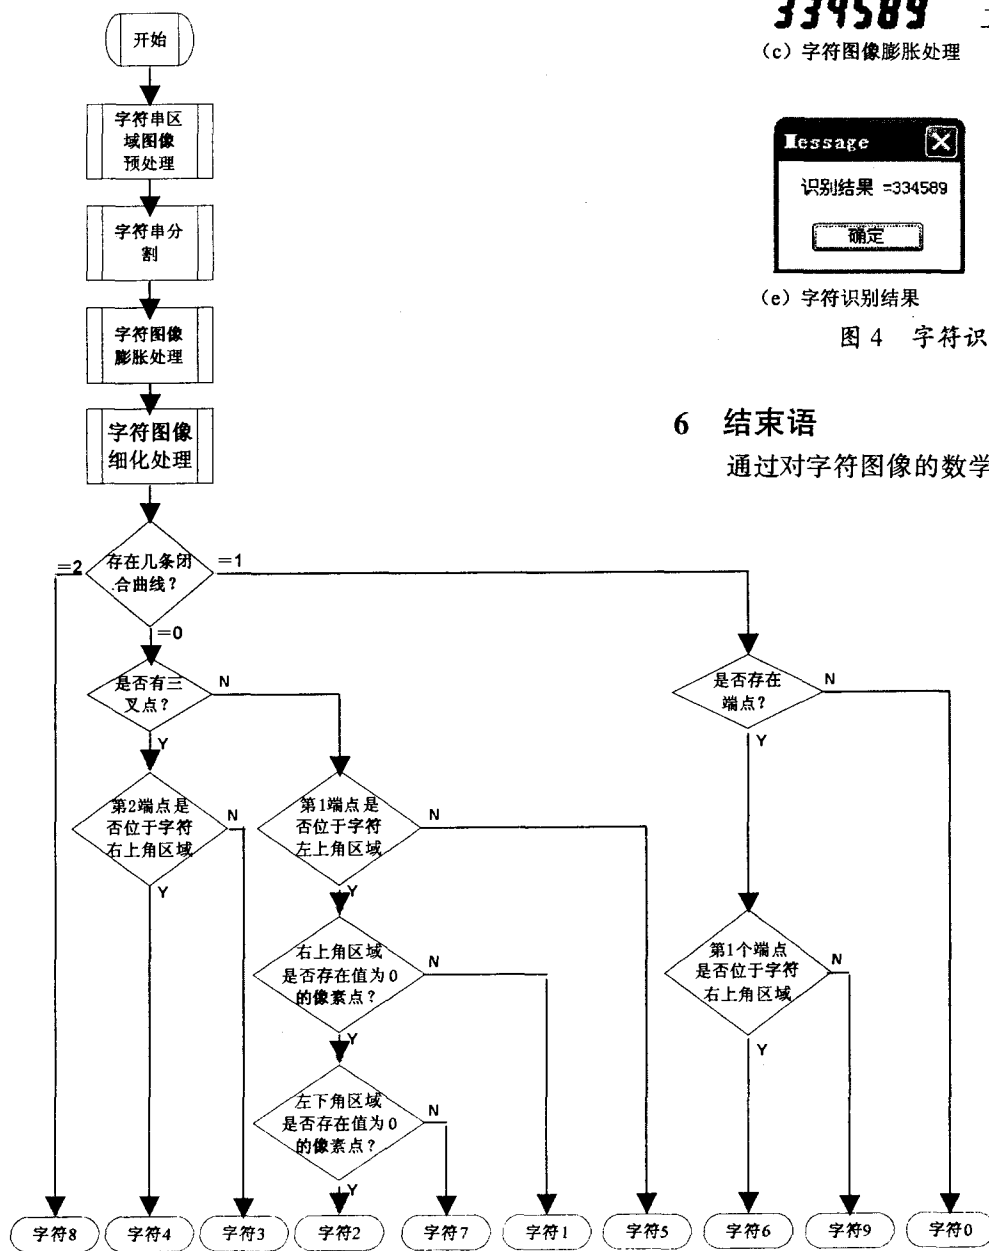 开始
字符串区
域图像
预处理
字符串分
割
字符图像
膨胀处理
字符图像
细化处理
存在几条闭
合曲线？
=2
=1
=0
是否有三
叉点？
N
Y
是否存在
端点？
N
Y
第2端点是
否位于字符
右上角区域
N
Y
第1端点是
否位于字符
左上角区域
N
Y
右上角区域
是否存在值为0
的像素点？
N
Y
第1个端点
是否位于字符
右上角区域
N
Y
左下角区域
是否存在值为0
的像素点？
N
Y
字符8
字符4
字符3
字符2
字符7
字符1
字符5
字符6
字符9
字符0
334589
（c）字符图像膨胀处理
Message
识别结果 =334589
确定
（e）字符识别结果
图 4 字符识
6 结束语
通过对字符图像的数学